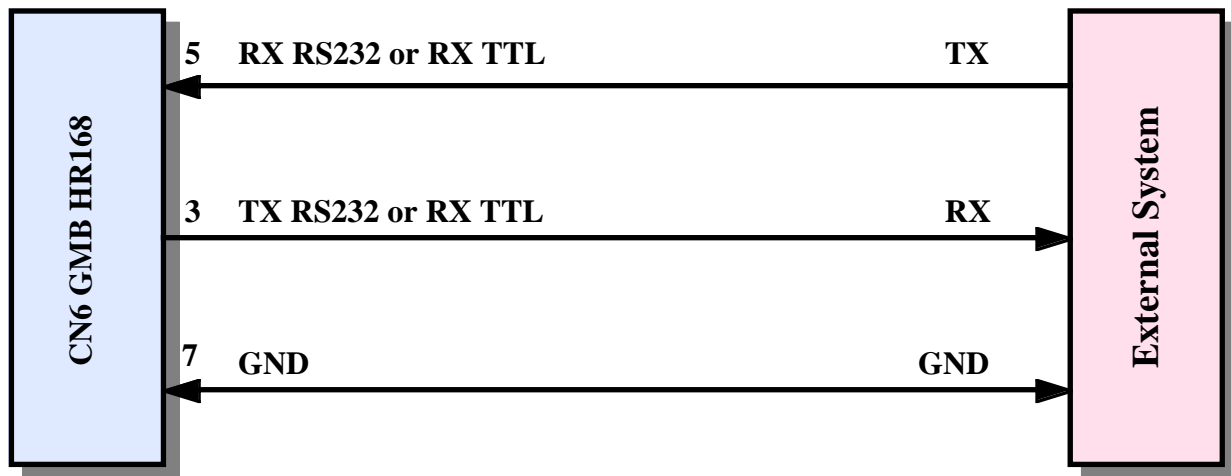 CN6 GMB HR168
5 RX RS232 or RX TTL TX
3 TX RS232 or RX TTL RX
7 GND GND
External System